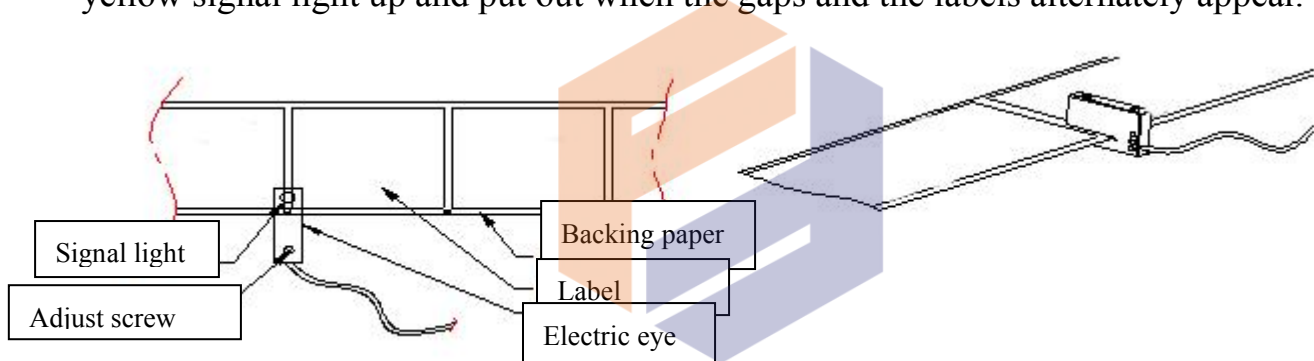 yellow signal light up and put out when the gaps and the labels alternately appear.
Signal light
Adjust screw
Backing paper
Label
Electric eye